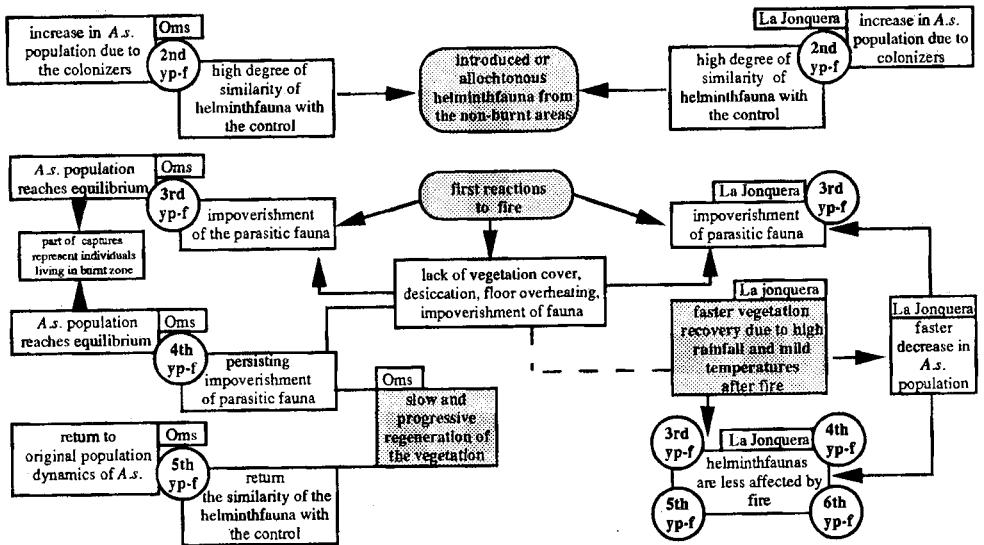 Oms
increase in A.s.
population due to
the colonizers
2nd
yp-f
high degree of
similarity of
helminthfauna with
the control
introduced or
allochtonous
helminthfauna from
the non-burnt areas
La Jonquera
increase in A.s.
population due to
colonizers
2nd
yp-f
high degree of
similarity of
helminthfauna with
the control
A.s. population
reaches equilibrium
Oms
3rd
yp-f
impoverishment
of the parasitic fauna
part of captures
represent individuals
living in burnt zone
first reactions
to fire
La Jonquera
3rd
yp-f
impoverishment
of parasitic fauna
lack of vegetation cover,
desiccation, floor overheating,
impoverishment of fauna
La jonquera
faster vegetation
recovery due to high
rainfall and mild
temperatures
after fire
La Jonquera
faster
decrease in
A.s.
population
A.s. population
reaches equilibrium
Oms
4th
yp-f
persisting
impoverishment
of parasitic fauna
Oms
slow and
progressive
regeneration of
the vegetation
return to
original population
dynamics of A.s.
Oms
5th
yp-f
return
the similarity of the
helminthfauna with
the control
3rd
yp-f
La Jonquera
4th
yp-f
helminthfaunas
are less affected by
fire
5th
yp-f
6th
yp-f